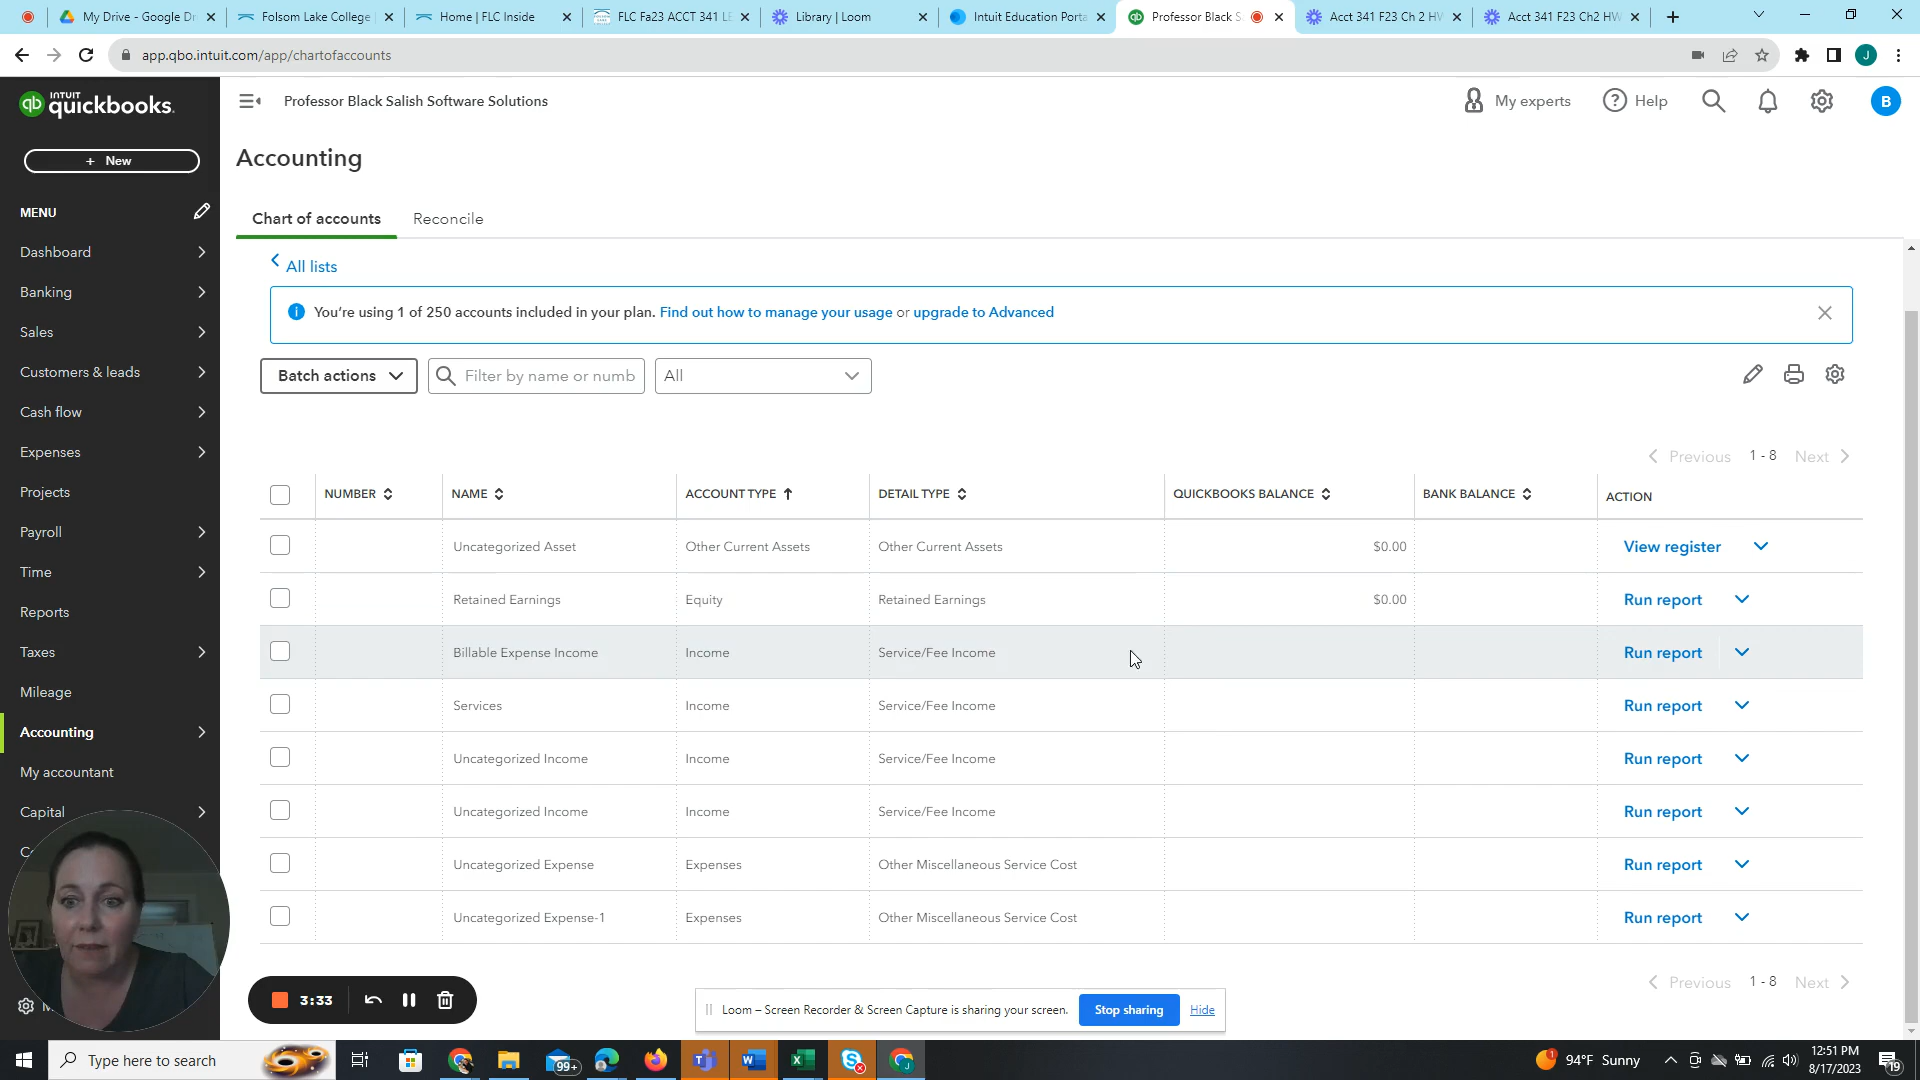 My Drive - Google Dr
Folsom Lake College
Home | FLC Inside
FLC Fa23 ACCT 341 LE
Library | Loom
Intuit Education Porta
Professor Black S
Acct 341 F23 Ch 2 HW
Acct 341 F23 Ch2 HW
app.qbo.intuit.com/app/chartofaccounts
J
INTUIT
quickbooks.
Professor Black Salish Software Solutions
My experts
Help
B
+ New
Accounting
MENU
Chart of accounts
Reconcile
Dashboard
Banking
Sales
Customers & leads
Cash flow
Expenses
Projects
Payroll
Time
Reports
Taxes
Mileage
Accounting
My accountant
Capital
All lists
You're using 1 of 250 accounts included in your plan. Find out how to manage your usage or upgrade to Advanced
Batch actions
Filter by name or numb
All
Previous 1 - 8 Next
NUMBER NAME ACCOUNT TYPE DETAIL TYPE QUICKBOOKS BALANCE BANK BALANCE ACTION
Uncategorized Asset Other Current Assets Other Current Assets $0.00 View register
Retained Earnings Equity Retained Earnings $0.00 Run report
Billable Expense Income Income Service/Fee Income Run report
Services Income Service/Fee Income Run report
Uncategorized Income Income Service/Fee Income Run report
Uncategorized Income Income Service/Fee Income Run report
Uncategorized Expense Expenses Other Miscellaneous Service Cost Run report
Uncategorized Expense-1 Expenses Other Miscellaneous Service Cost Run report
Previous 1 - 8 Next
3:33
Loom – Screen Recorder & Screen Capture is sharing your screen.
Stop sharing
Hide
Type here to search
99+
94°F Sunny
12:51 PM
8/17/2023
19